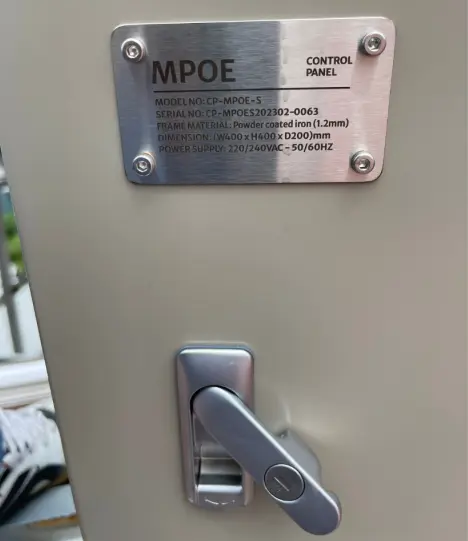 MPOE
CONTROL
PANEL
MODEL NO: CP-MPOE-S
SERIAL NO: CP-MPOES202302-0063
FRAME MATERIAL: Powder coated iron (1.2mm)
DIMENSION: (W400 x H400 x D200)mm
POWER SUPPLY: 220/240VAC - 50/60HZ